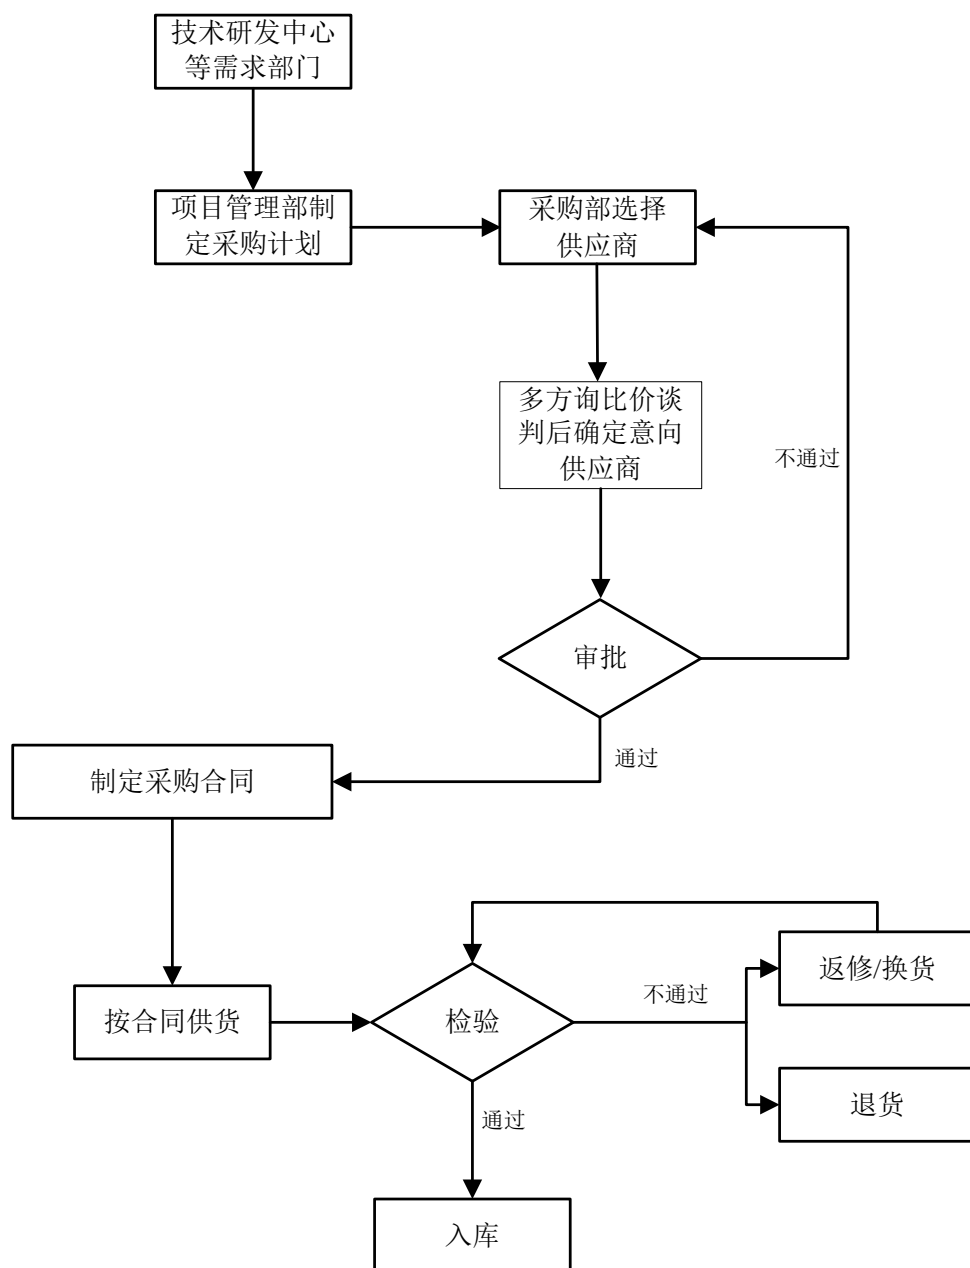 技术研发中心
等需求部门
项目管理部制
定采购计划
采购部选择
供应商
多方询比价谈
判后确定意向
供应商
不通过
审批
通过
制定采购合同
返修/换货
不通过
按合同供货
检验
退货
通过
入库